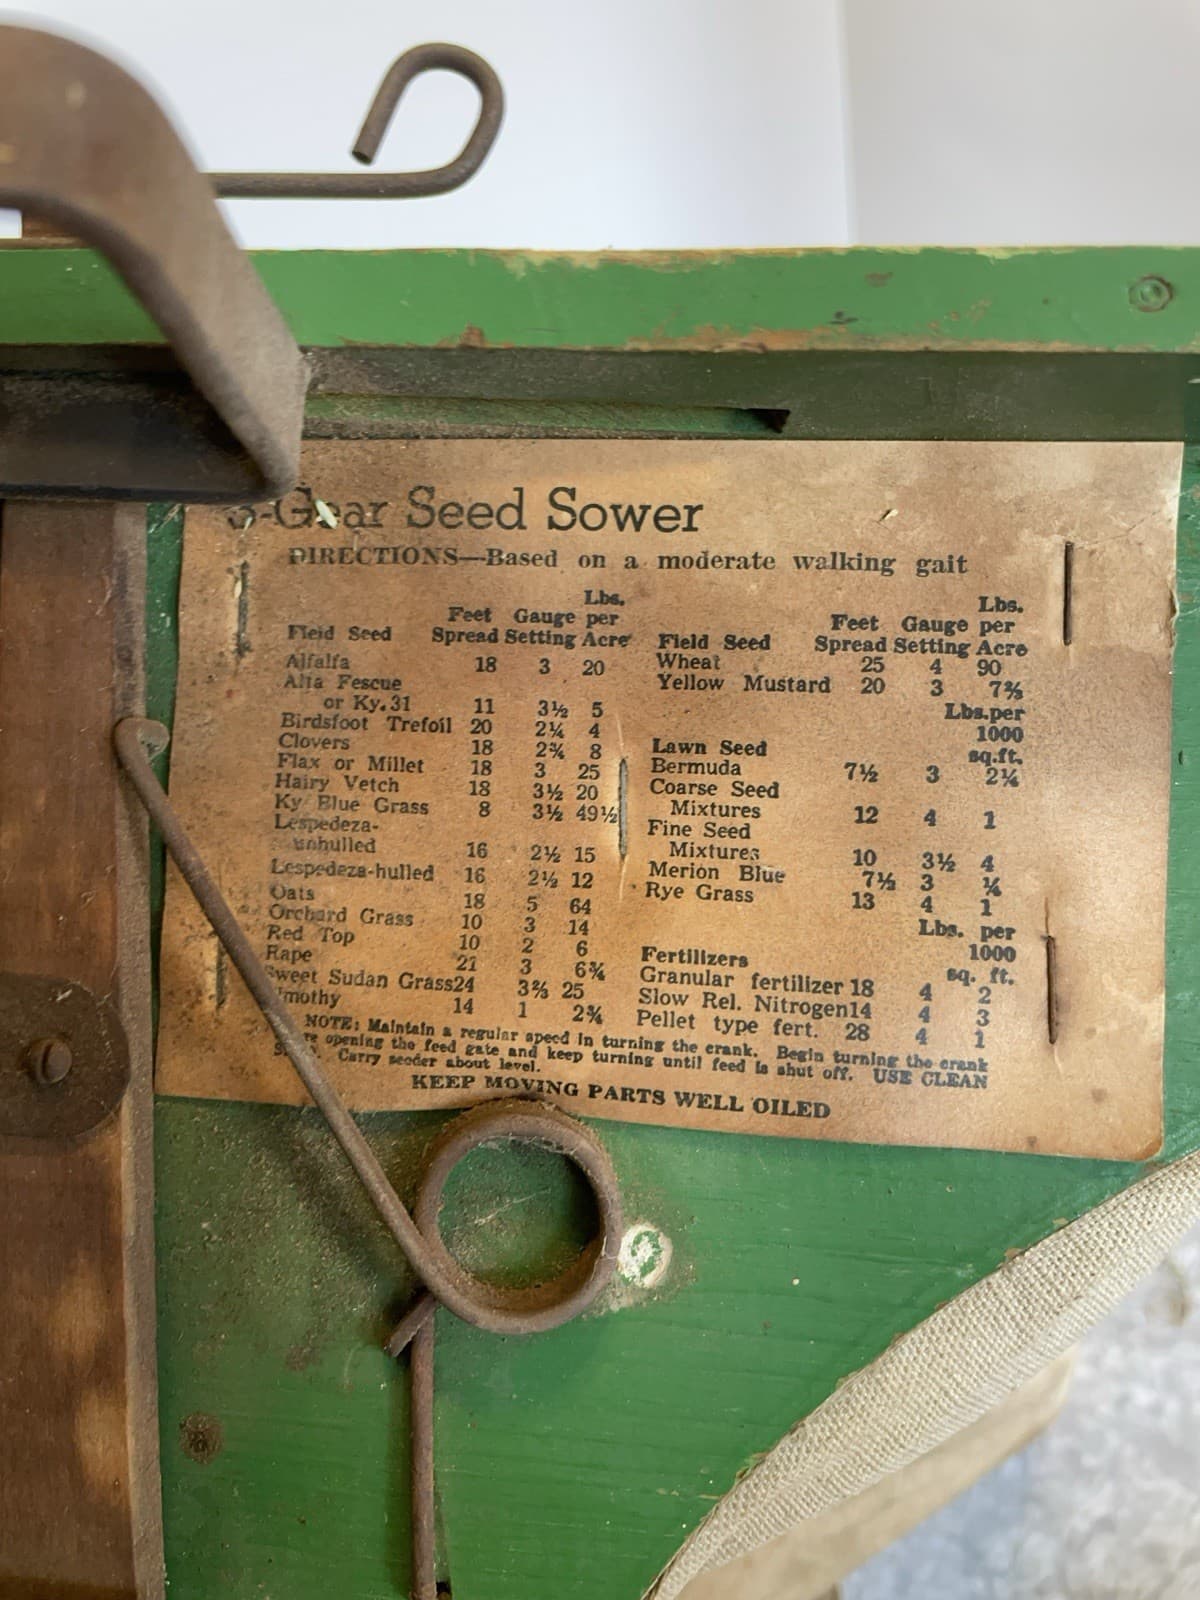 3-Gear Seed Sower
DIRECTIONS—Based on a moderate walking gait
Field Seed Feet Spread Gauge Setting Lbs. per Acre
Alfalfa 18 3 20
Alta Fescue
or Ky.31 11 3½ 5
Birdsfoot Trefoil 20 2¼ 4
Clovers 18 2¾ 8
Flax or Millet 18 3 25
Hairy Vetch 18 3½ 20
Ky Blue Grass 8 3½ 49½
Lespedeza-
unhulled 16 2½ 15
Lespedeza-hulled 16 2½ 12
Oats 18 5 64
Orchard Grass 10 3 14
Red Top 10 2 6
Rape 21 3 6¾
Sweet Sudan Grass 24 3⅔ 25
Timothy 14 1 2¾
Field Seed Feet Spread Gauge Setting Lbs. per Acre
Wheat 25 4 90
Yellow Mustard 20 3
Lawn Seed Lbs.per 1000 sq.ft.
Bermuda 7½ 3 2¼
Coarse Seed
Mixtures 12 4 1
Fine Seed
Mixtures 10 3½ 4
Merion Blue 7½ 3 ¼
Rye Grass 13 4 1
Fertilizers Lbs. per 1000 sq. ft.
Granular fertilizer 18 4 2
Slow Rel. Nitrogen 14 4 3
Pellet type fert. 28 4 1
NOTE: Maintain a regular speed in turning the crank. Begin turning the crank
opening the feed gate and keep turning until feed is shut off. USE CLEAN
Carry seeder about level.
KEEP MOVING PARTS WELL OILED